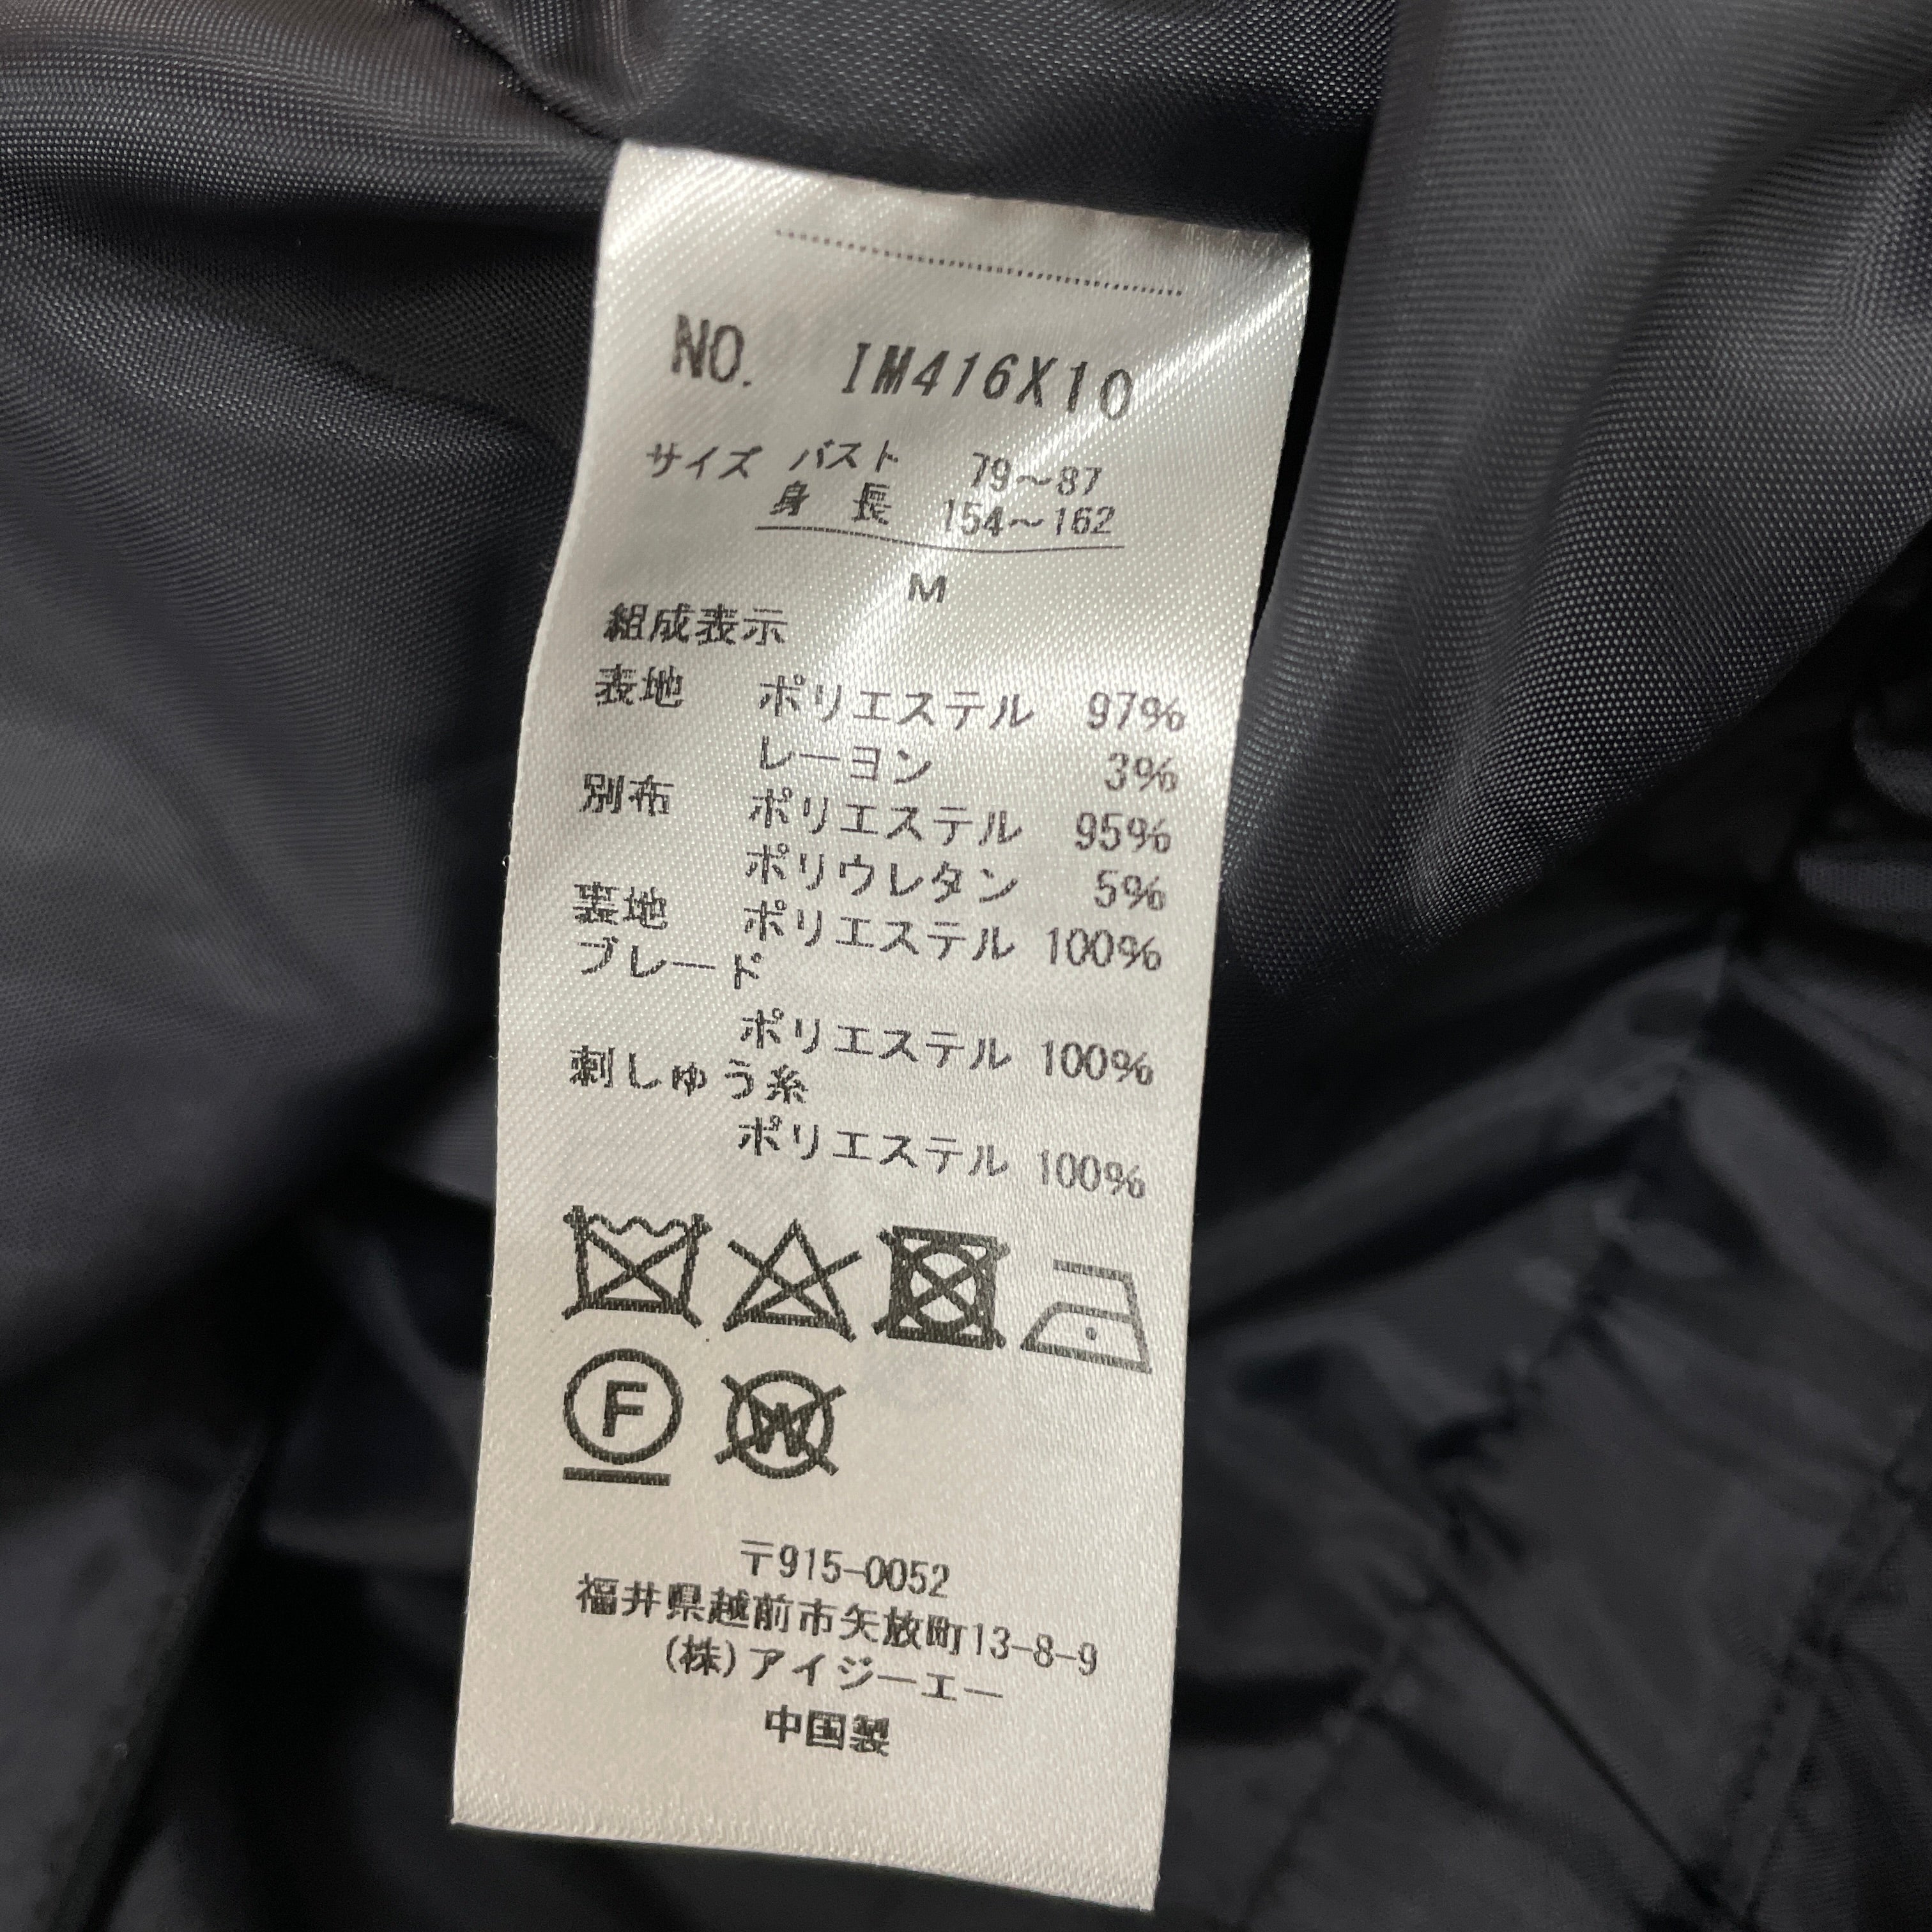 NO. IM416X10
サイズ バスト 79～87
身 長 154～162
M
組成表示
表地 ポリエステル 97%
レーヨン 3%
別布 ポリエステル 95%
ポリウレタン 5%
裏地 ポリエステル 100%
ブレード
ポリエステル 100%
刺しゅう糸
ポリエステル 100%
F W
〒915-0052
福井県越前市矢放町13-8-9
(株)アイジーエー
中国製